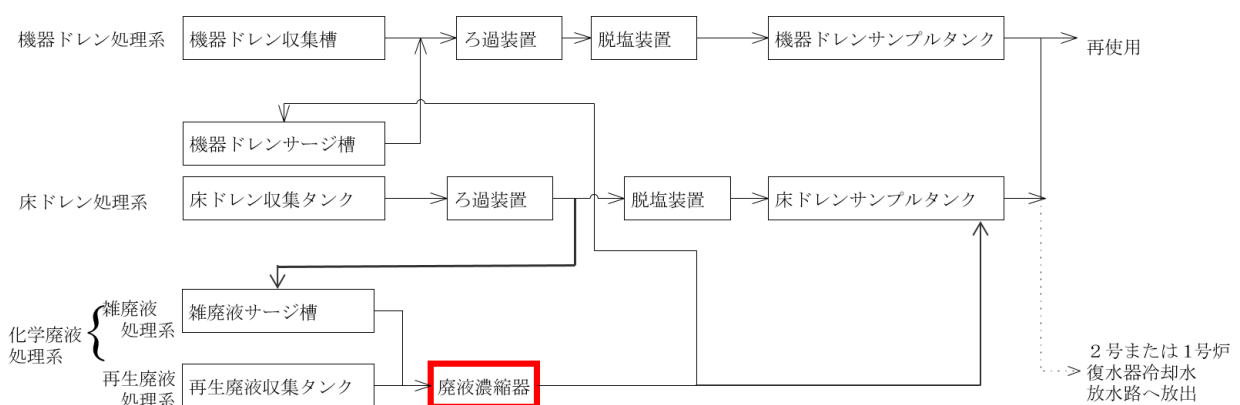 機器ドレン処理系
機器ドレン収集槽
ろ過装置
脱塩装置
機器ドレンサンプルタンク
再使用
機器ドレンサージ槽
床ドレン処理系
床ドレン収集タンク
ろ過装置
脱塩装置
床ドレンサンプルタンク
化学廃液
処理系
雑廃液
処理系
雑廃液サージ槽
再生廃液
処理系
再生廃液収集タンク
廃液濃縮器
2号または1号炉
復水器冷却水
放水路へ放出